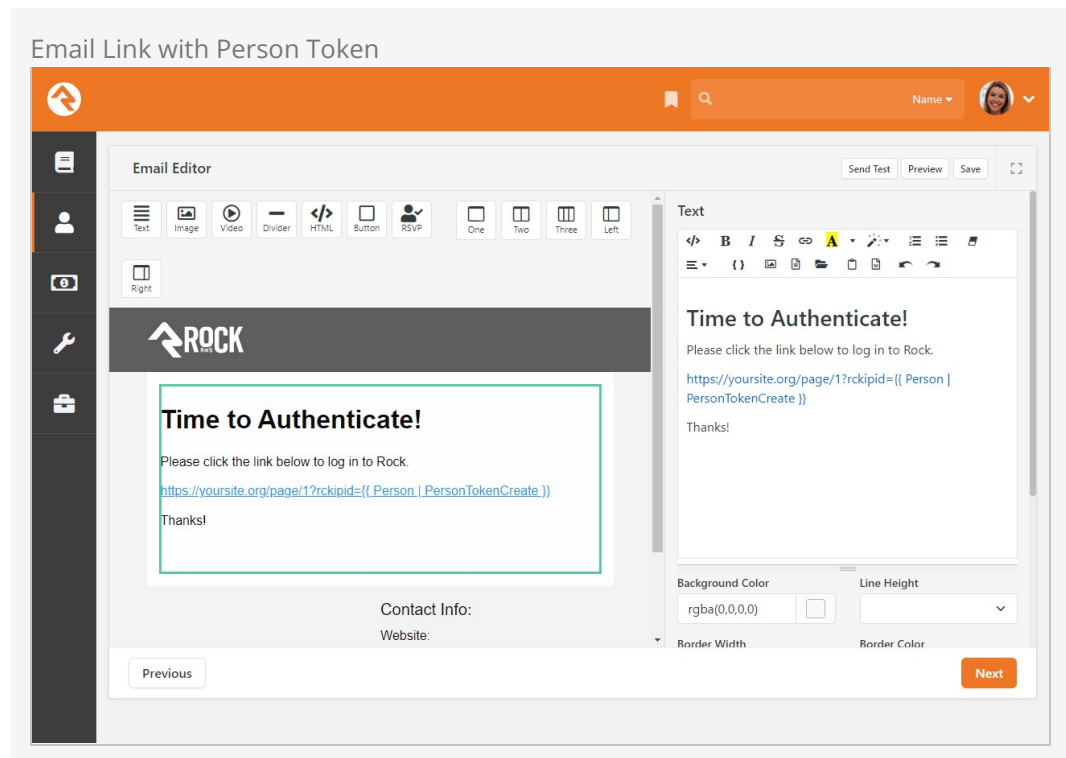 Email Link with Person Token
Name
Email Editor
Send Test Preview Save
Text Image Video Divider HTML Button RSVP One Two Three Left
Right
ROCK
RMS
Time to Authenticate!
Please click the link below to log in to Rock.
https://yoursite.org/page/1?rckipid={{ Person | PersonTokenCreate }}
Thanks!
Contact Info:
Website:
Text
B I S A
Time to Authenticate!
Please click the link below to log in to Rock.
https://yoursite.org/page/1?rckipid={{ Person |
PersonTokenCreate }}
Thanks!
Background Color Line Height
rgba(0,0,0,0)
Border Width Border Color
Previous Next